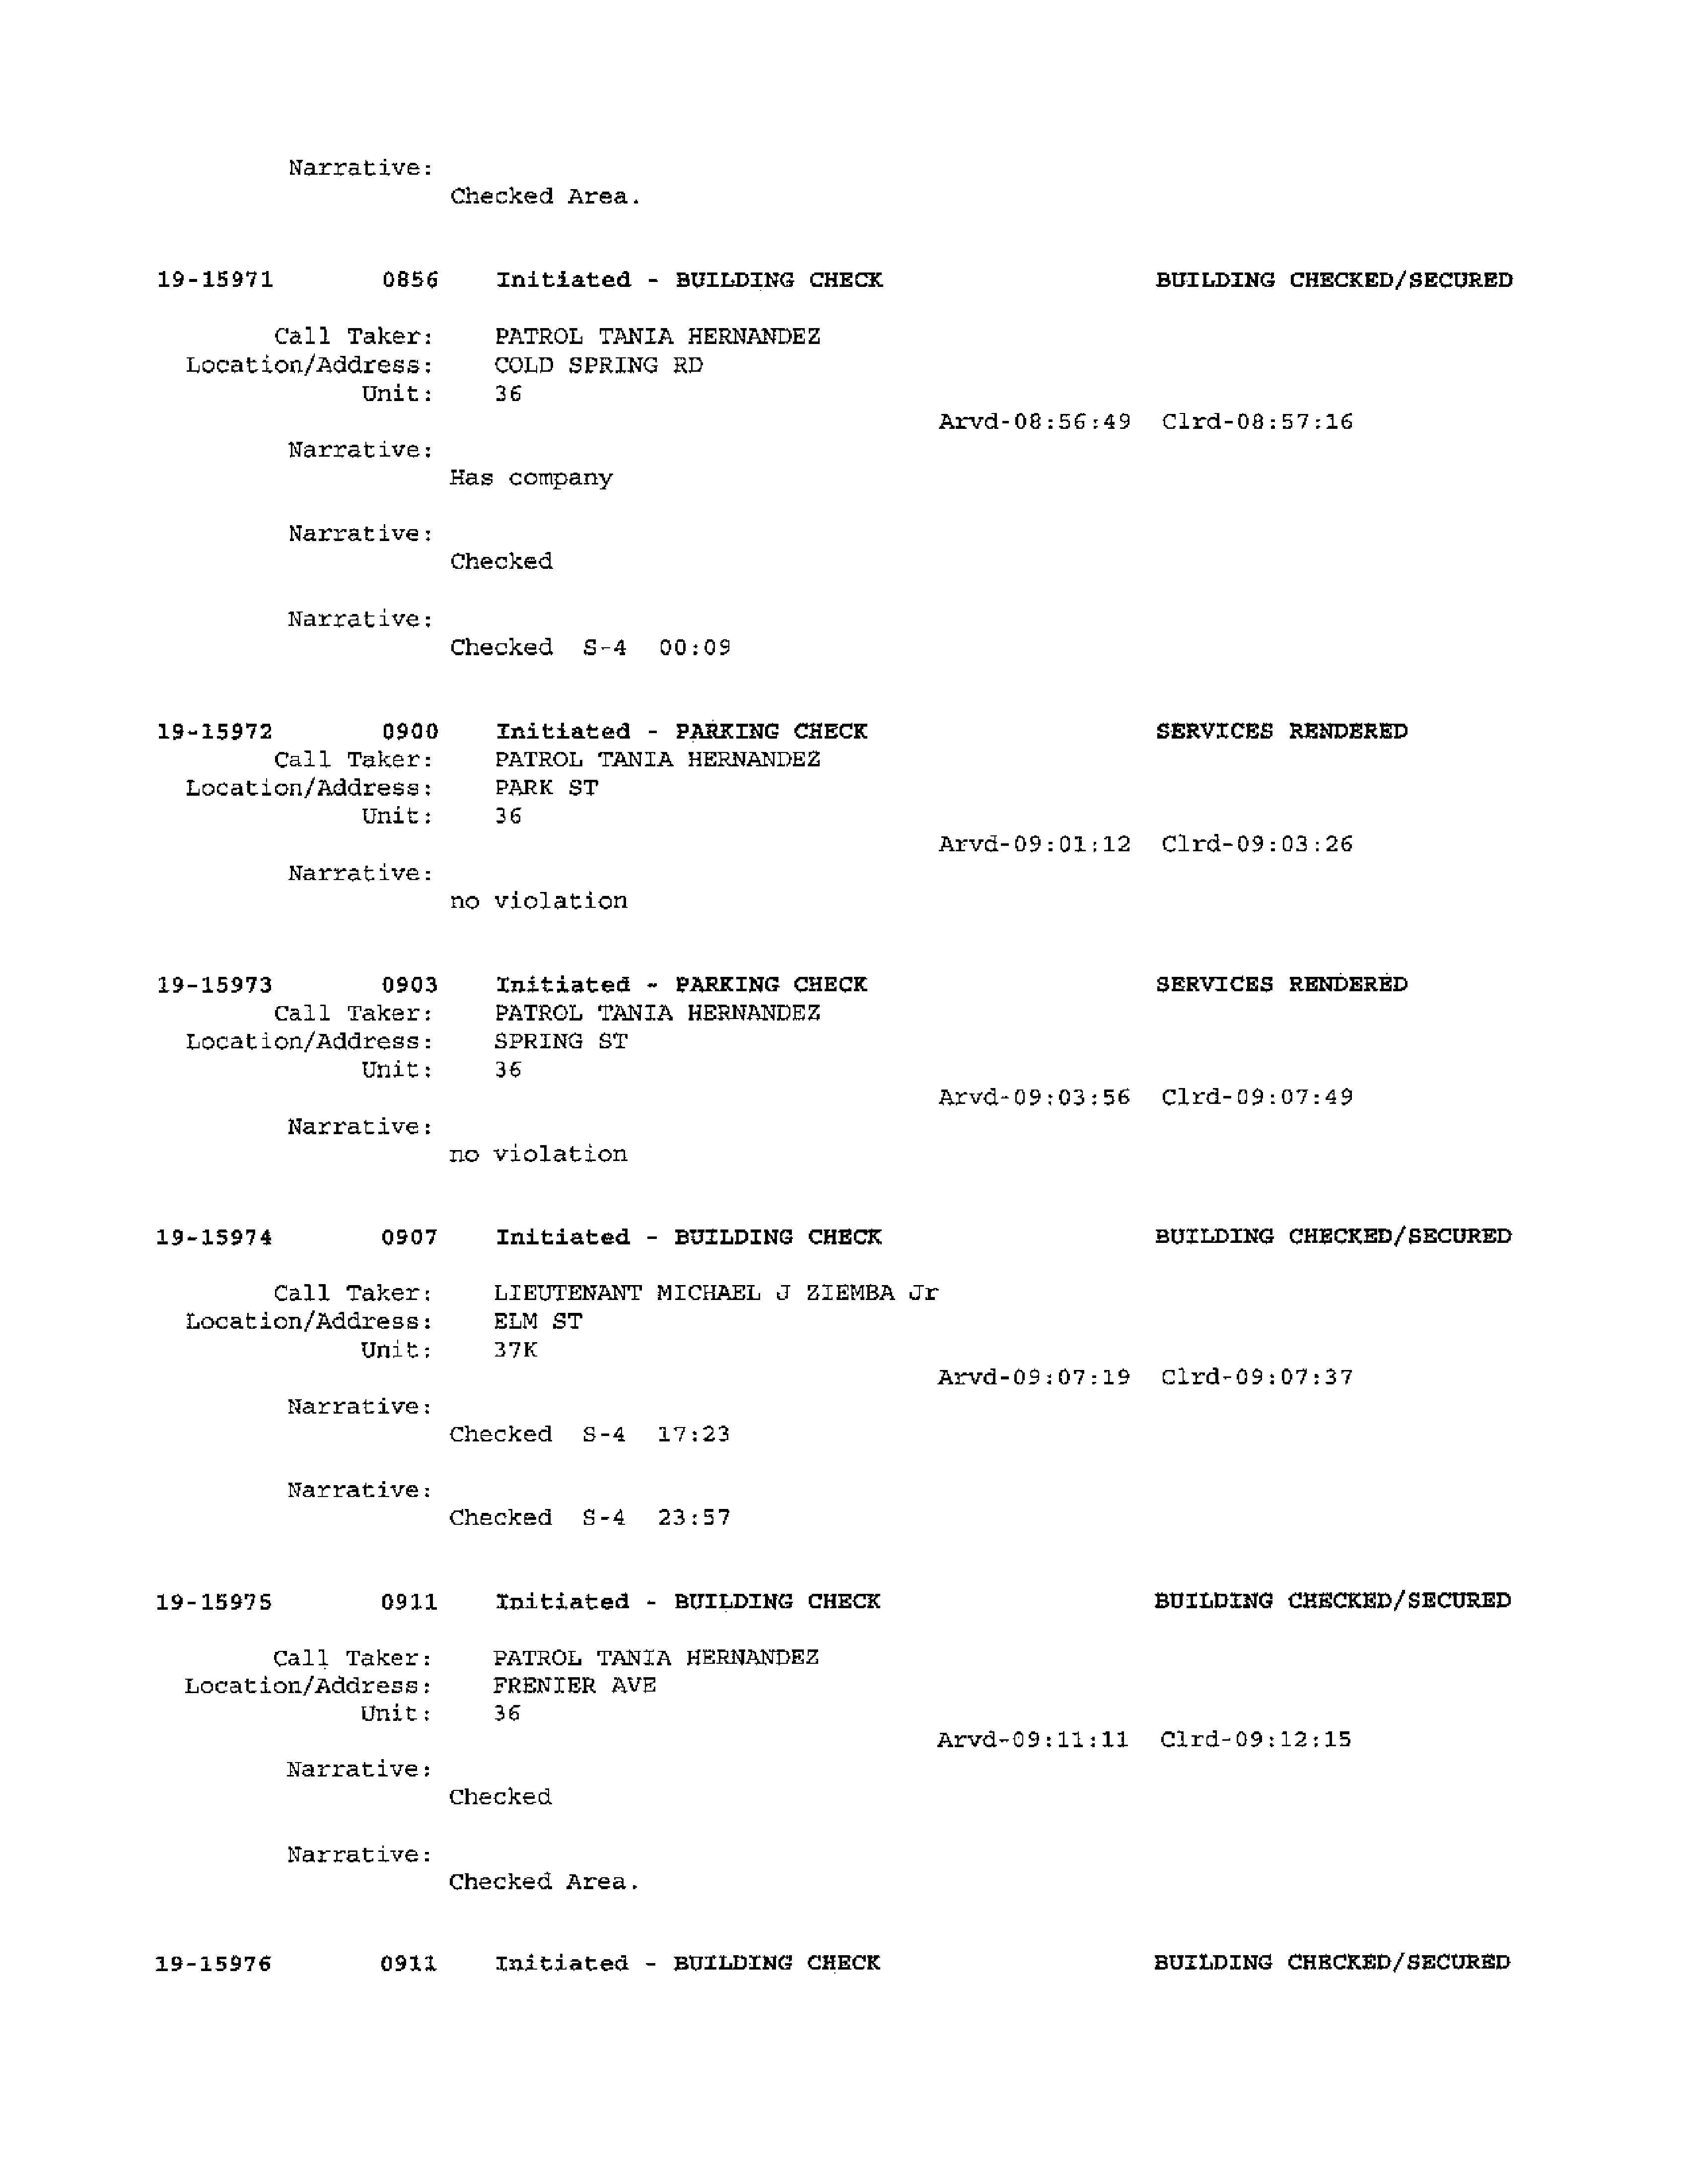 Narrative:
Checked Area.
19-15971 0856 Initiated - BUILDING CHECK BUILDING CHECKED/SECURED
Call Taker: PATROL TANIA HERNANDEZ
Location/Address: COLD SPRING RD
Unit: 36
Arvd-08:56:49 Clrd-08:57:16
Narrative:
Has company
Narrative:
Checked
Narrative:
Checked S-4 00:09
19-15972 0900 Initiated - PARKING CHECK SERVICES RENDERED
Call Taker: PATROL TANIA HERNANDEZ
Location/Address: PARK ST
Unit: 36
Arvd-09:01:12 Clrd-09:03:26
Narrative:
no violation
19-15973 0903 Initiated - PARKING CHECK SERVICES RENDERED
Call Taker: PATROL TANIA HERNANDEZ
Location/Address: SPRING ST
Unit: 36
Arvd-09:03:56 Clrd-09:07:49
Narrative:
no violation
19-15974 0907 Initiated - BUILDING CHECK BUILDING CHECKED/SECURED
Call Taker: LIEUTENANT MICHAEL J ZIEMBA Jr
Location/Address: ELM ST
Unit: 37K
Arvd-09:07:19 Clrd-09:07:37
Narrative:
Checked S-4 17:23
Narrative:
Checked S-4 23:57
19-15975 0911 Initiated - BUILDING CHECK BUILDING CHECKED/SECURED
Call Taker: PATROL TANIA HERNANDEZ
Location/Address: FRENIER AVE
Unit: 36
Arvd-09:11:11 Clrd-09:12:15
Narrative:
Checked
Narrative:
Checked Area.
19-15976 0911 Initiated - BUILDING CHECK BUILDING CHECKED/SECURED